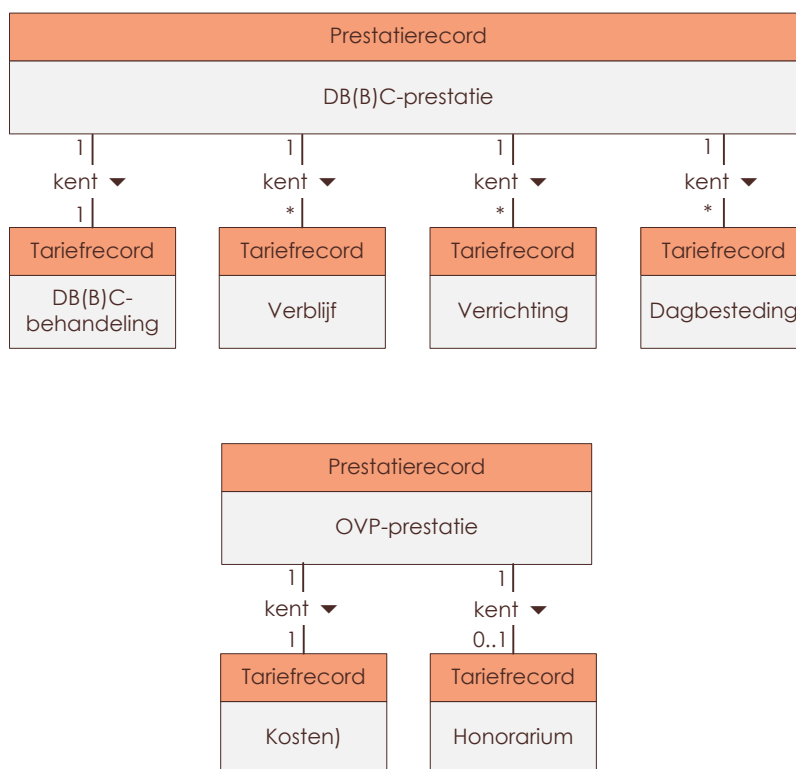 Prestatierecord
DB(B)C-prestatie
1 1 1 1
kent kent kent kent
1 * * *
Tariefrecord Tariefrecord Tariefrecord Tariefrecord
DB(B)C-
behandeling Verblijf Verrichting Dagbesteding
Prestatierecord
OVP-prestatie
1 1
kent kent
1 0..1
Tariefrecord Tariefrecord
Kosten) Honorarium